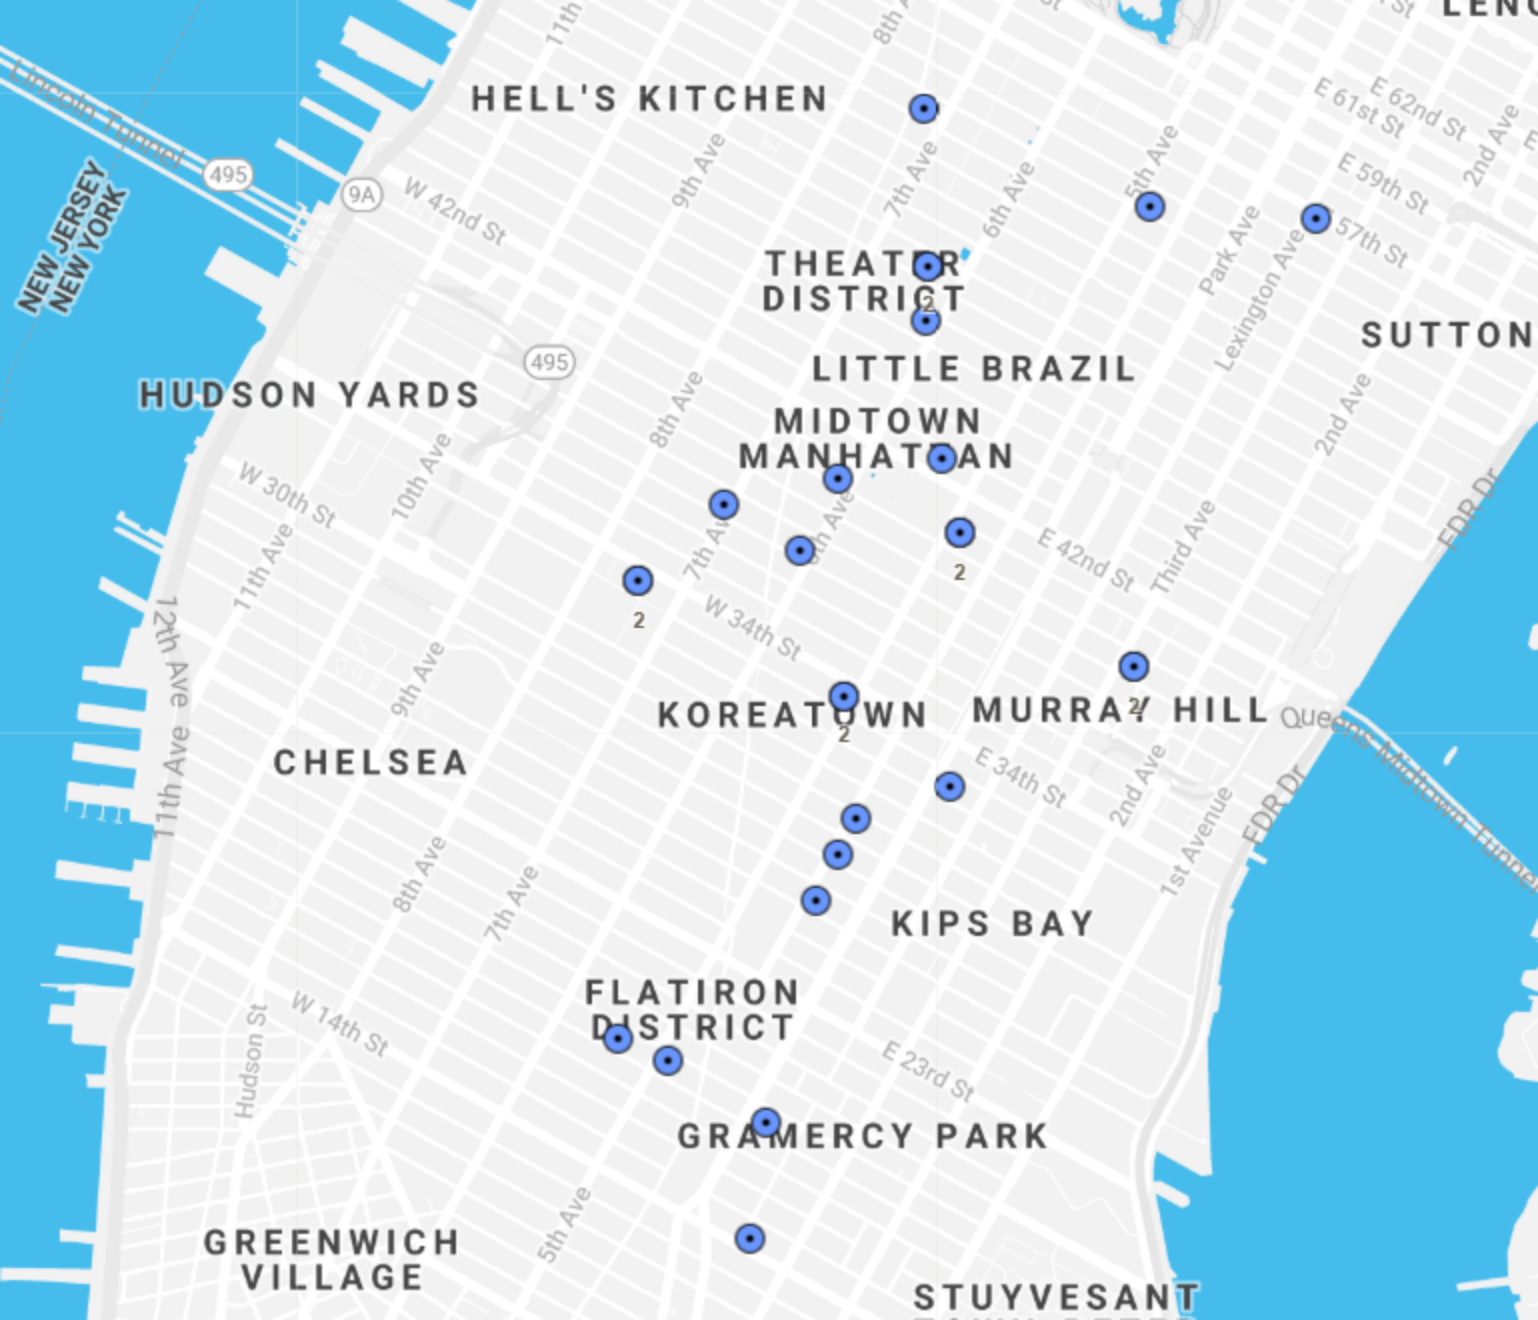 LENO
11th
8th A
St
HELL'S KITCHEN
E 62nd St
E 61st St
2nd Ave
Lincoln Tunnel
495
9A
9th Ave
7th Ave
6th Ave
5th Ave
E 59th St
57th St
NEW JERSEY
NEW YORK
W 42nd St
Park Ave
THEATER
DISTRICT
2
Lexington Ave
SUTTON
495
LITTLE BRAZIL
HUDSON YARDS
8th Ave
2nd Ave
MIDTOWN
MANHATTAN
10th Ave
W 30th St
11th Ave
7th Av
6th Ave
2
E 42nd St
Third Ave
FDR Dr
2
W 34th St
12th Ave
9th Ave
KOREATOWN
2
MURRAY HILL
2
Queens Midtown Tunnel
CHELSEA
E 34th St
2nd Ave
FDR Dr
11th Ave
8th Ave
7th Ave
1st Avenue
KIPS BAY
FLATIRON
DISTRICT
W 14th St
Hudson St
E 23rd St
GRAMERCY PARK
5th Ave
GREENWICH
VILLAGE
STUYVESANT